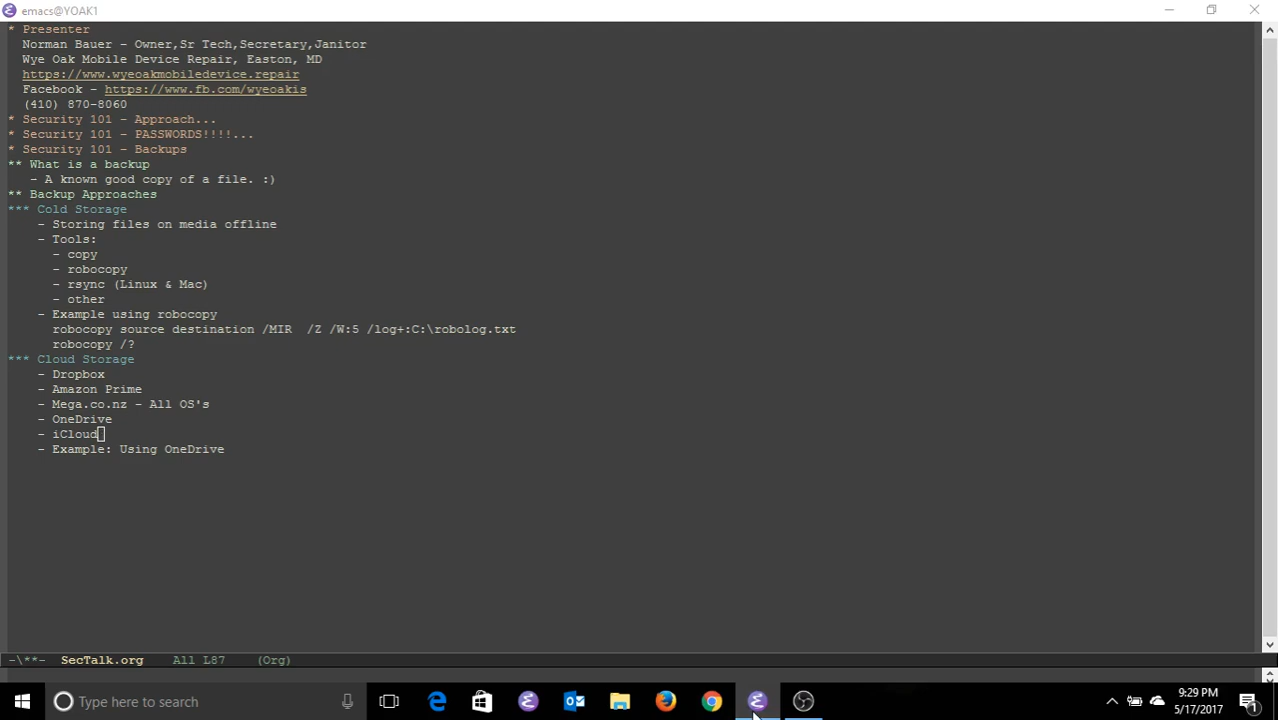 emacs@YOAK1
* Presenter
Norman Bauer - Owner,Sr Tech,Secretary,Janitor
Wye Oak Mobile Device Repair, Easton, MD
https://www.wyeoakmobiledevice.repair
Facebook - https://www.fb.com/wyeoakis
(410) 870-8060
* Security 101 - Approach...
* Security 101 - PASSWORDS!!!!...
* Security 101 - Backups
** What is a backup
- A known good copy of a file. :)
** Backup Approaches
*** Cold Storage
- Storing files on media offline
- Tools:
- copy
- robocopy
- rsync (Linux & Mac)
- other
- Example using robocopy
robocopy source destination /MIR  /Z /W:5 /log+:C:\robolog.txt
robocopy /?
*** Cloud Storage
- Dropbox
- Amazon Prime
- Mega.co.nz - All OS's
- OneDrive
- iCloud
- Example: Using OneDrive
-\**-  SecTalk.org    All L87    (Org)
Type here to search
9:29 PM
5/17/2017
1